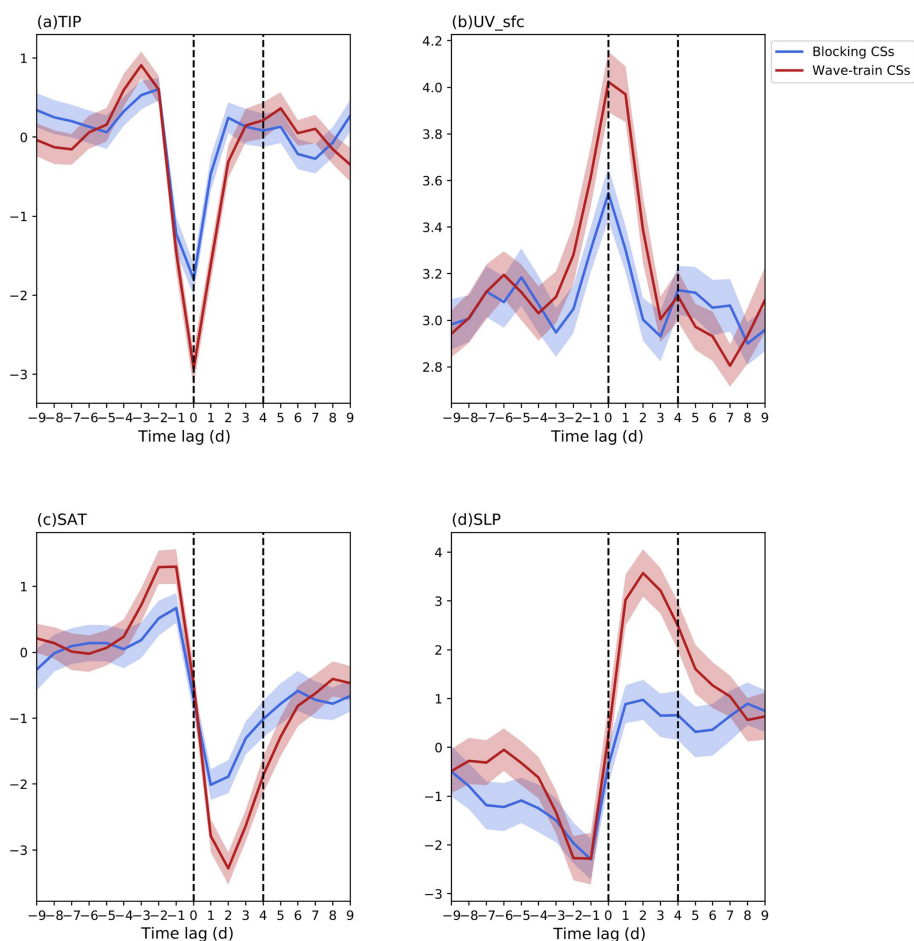 (a)TIP
1
0
−1
−2
−3
−9−8−7−6−5−4−3−2−1 0 1 2 3 4 5 6 7 8 9
Time lag (d)
(b)UV_sfc
4.2
4.0
3.8
3.6
3.4
3.2
3.0
2.8
−9−8−7−6−5−4−3−2−1 0 1 2 3 4 5 6 7 8 9
Time lag (d)
Blocking CSs
Wave-train CSs
(c)SAT
1
0
−1
−2
−3
−9−8−7−6−5−4−3−2−1 0 1 2 3 4 5 6 7 8 9
Time lag (d)
(d)SLP
4
3
2
1
0
−1
−2
−3
−9−8−7−6−5−4−3−2−1 0 1 2 3 4 5 6 7 8 9
Time lag (d)